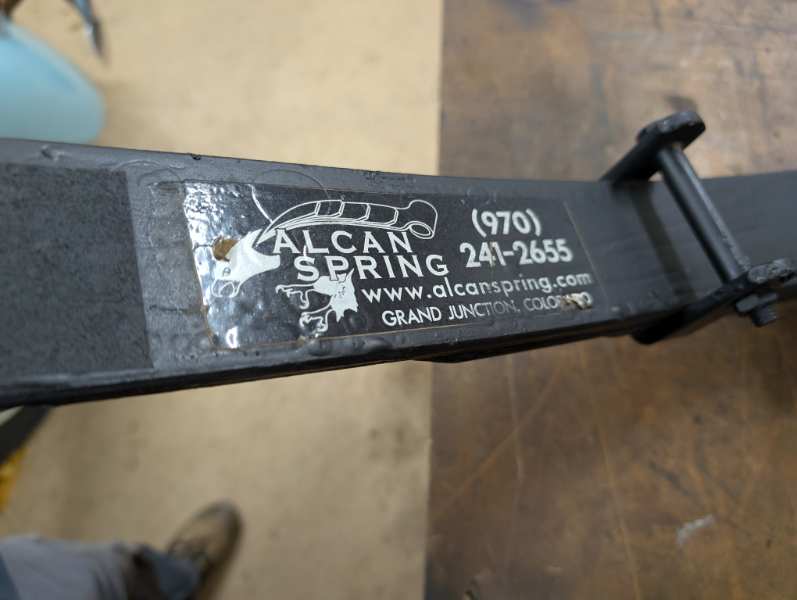 ALCAN
SPRING
(970)
241-2655
www.alcanspring.com
GRAND JUNCTION, COLORADO